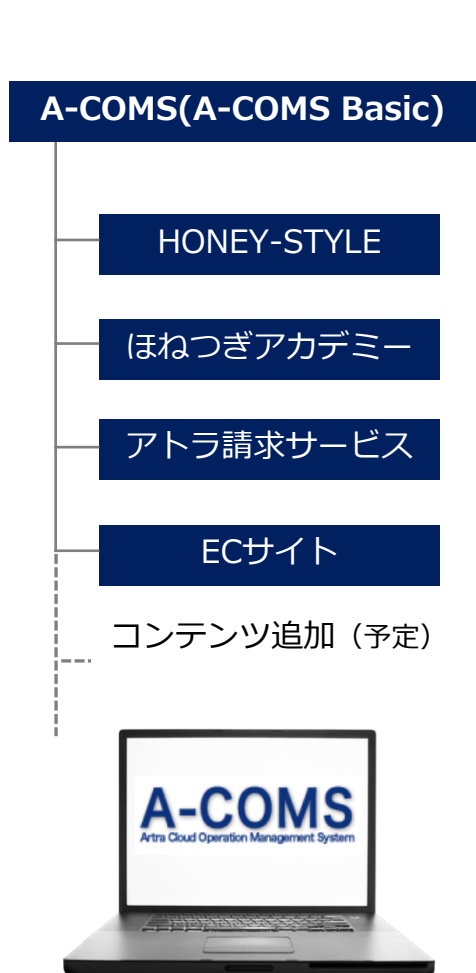 A-COMS(A-COMS Basic)
HONEY-STYLE
ほねつぎアカデミー
アトラ請求サービス
ECサイト
コンテンツ追加（予定）
A-COMS
Artra Cloud Operation Management System